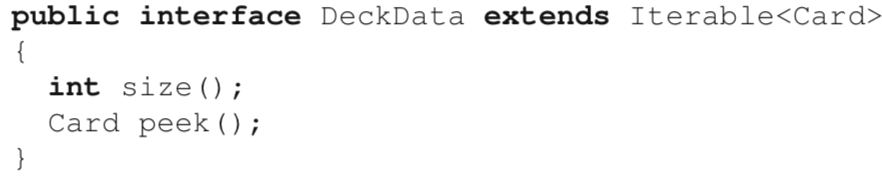 public interface DeckData extends Iterable<Card>
{
  int size();
  Card peek();
}